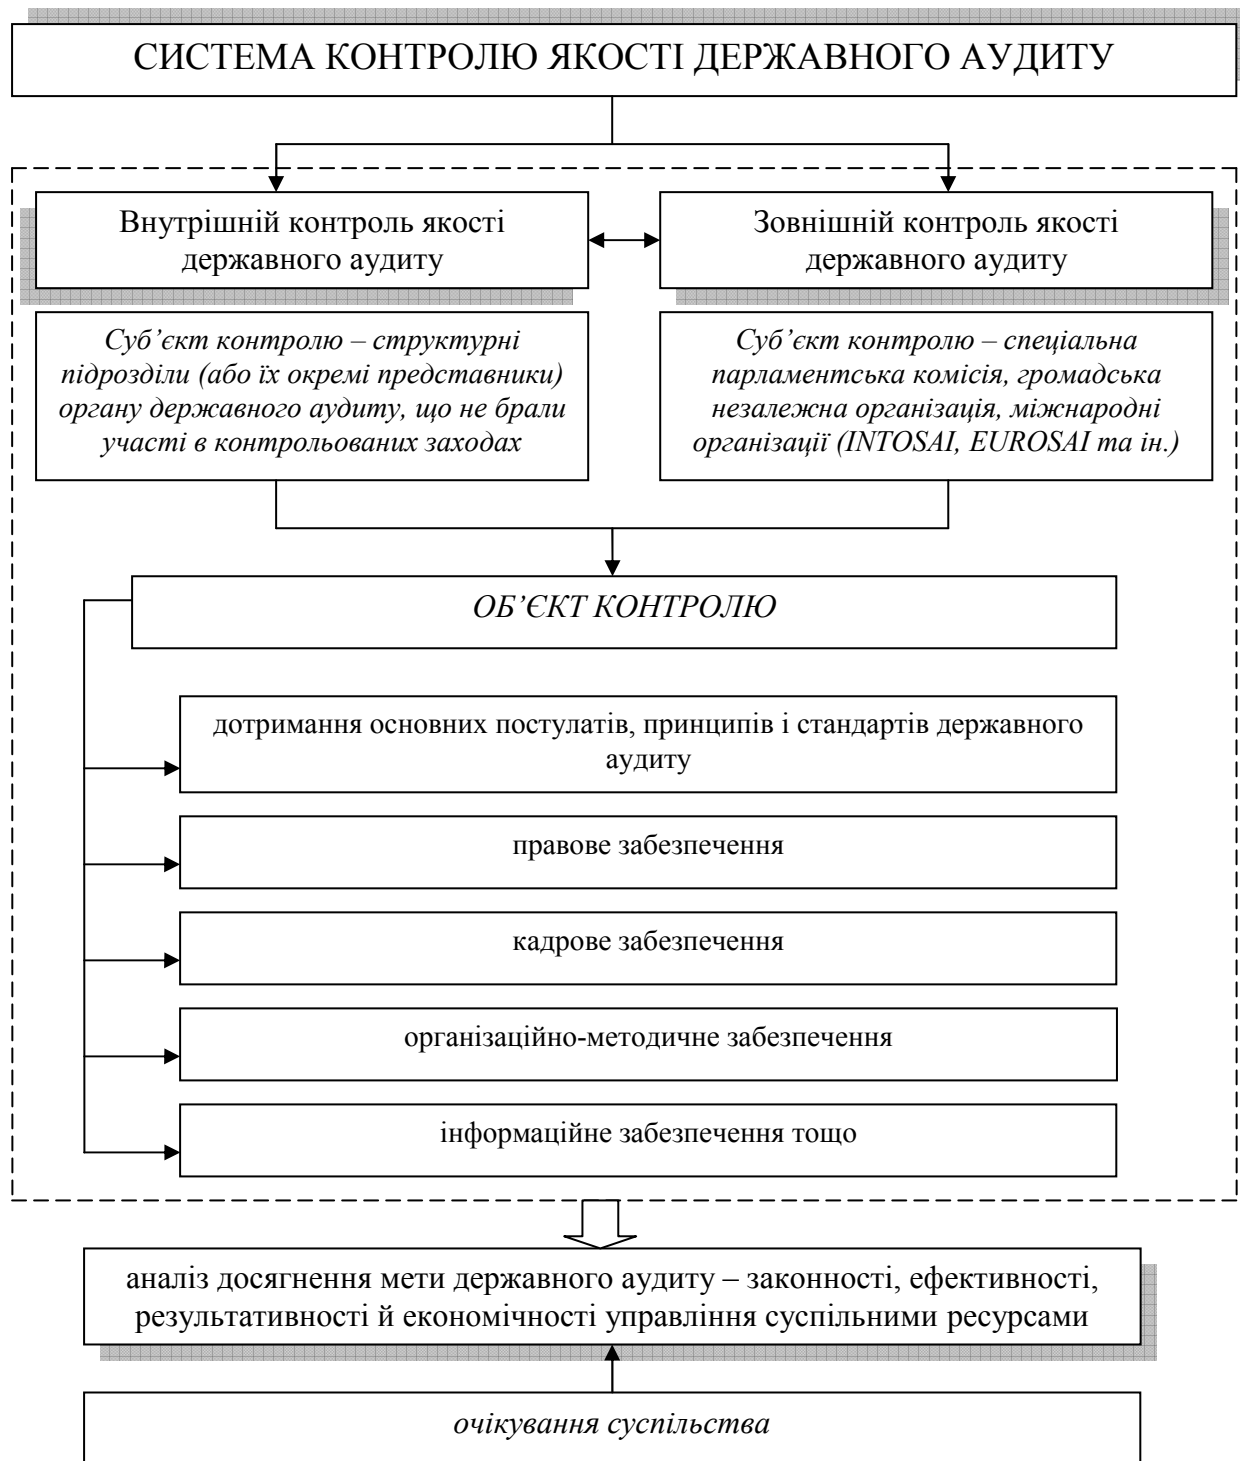 СИСТЕМА КОНТРОЛЮ ЯКОСТІ ДЕРЖАВНОГО АУДИТУ
Внутрішній контроль якості
державного аудиту
Зовнішній контроль якості
державного аудиту
Суб’єкт контролю – структурні
підрозділи (або їх окремі представники)
органу державного аудиту, що не брали
участі в контрольованих заходах
Суб’єкт контролю – спеціальна
парламентська комісія, громадська
незалежна організація, міжнародні
організації (INTOSAI, EUROSAI та ін.)
ОБ’ЄКТ КОНТРОЛЮ
дотримання основних постулатів, принципів і стандартів державного
аудиту
правове забезпечення
кадрове забезпечення
організаційно-методичне забезпечення
інформаційне забезпечення тощо
аналіз досягнення мети державного аудиту – законності, ефективності,
результативності й економічності управління суспільними ресурсами
очікування суспільства